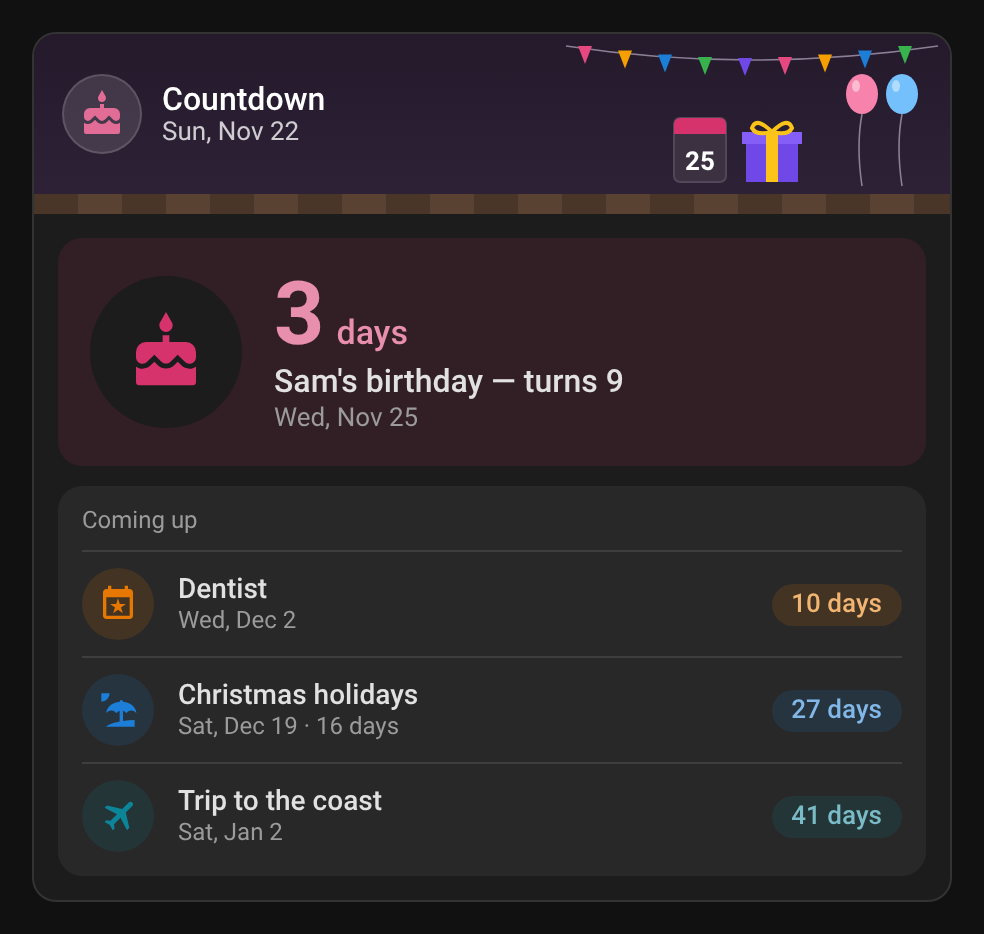 Countdown
Sun, Nov 22
25
3 days
Sam's birthday — turns 9
Wed, Nov 25
Coming up
Dentist
Wed, Dec 2
10 days
Christmas holidays
Sat, Dec 19 · 16 days
27 days
Trip to the coast
Sat, Jan 2
41 days